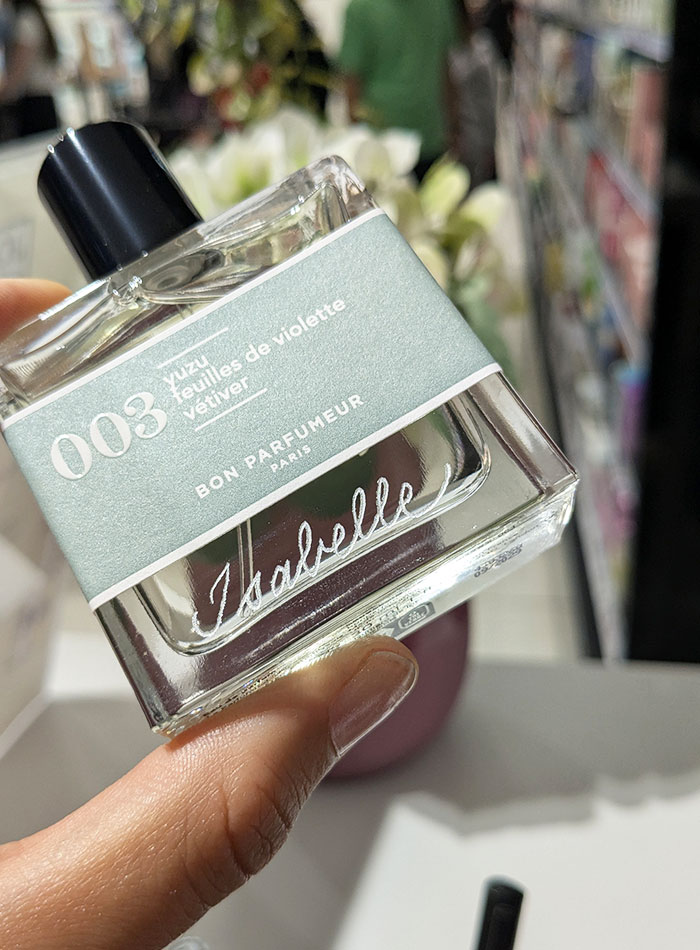 003
yuzu
feuilles de violette
vétiver
BON PARFUMEUR
PARIS
Isabelle